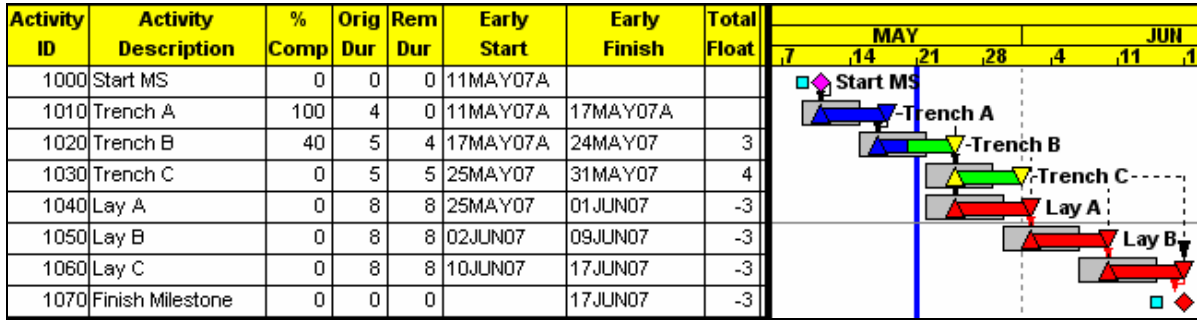 Activity ID Activity Description % Comp Orig Dur Rem Dur Early Start Early Finish Total Float
MAY JUN
7 14 21 28 4 11 1
1000 Start MS 0 0 0 11MAY07A Start MS
1010 Trench A 100 4 0 11MAY07A 17MAY07A Trench A
1020 Trench B 40 5 4 17MAY07A 24MAY07 3 Trench B
1030 Trench C 0 5 5 25MAY07 31MAY07 4 Trench C
1040 Lay A 0 8 8 25MAY07 01JUN07 -3 Lay A
1050 Lay B 0 8 8 02JUN07 09JUN07 -3 Lay B
1060 Lay C 0 8 8 10JUN07 17JUN07 -3
1070 Finish Milestone 0 0 0 17JUN07 -3